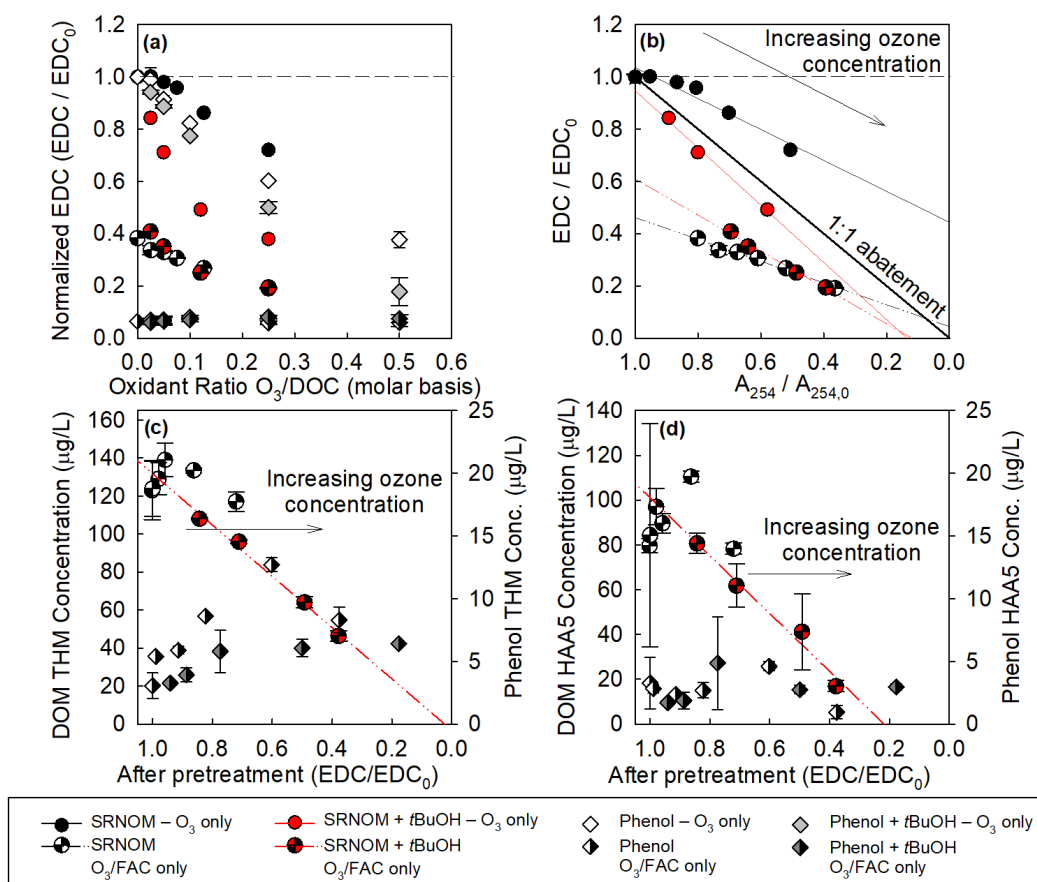 (a)
Normalized EDC (EDC / EDC₀)
1.2
1.0
0.8
0.6
0.4
0.2
0.0
0.0 0.1 0.2 0.3 0.4 0.5 0.6
Oxidant Ratio O₃/DOC (molar basis)
(b)
Increasing ozone
concentration
EDC / EDC₀
1.2
1.0
0.8
0.6
0.4
0.2
0.0
1:1 abatement
1.0 0.8 0.6 0.4 0.2 0.0
A₂₅₄ / A₂₅₄,₀
(c)
DOM THM Concentration (μg/L)
160
140
120
100
80
60
40
20
0
Increasing ozone
concentration
25
20
15
10
5
0
Phenol THM Conc. (μg/L)
1.0 0.8 0.6 0.4 0.2 0.0
After pretreatment (EDC/EDC₀)
(d)
DOM HAA5 Concentration (μg/L)
140
120
100
80
60
40
20
0
Increasing ozone
concentration
25
20
15
10
5
0
Phenol HAA5 Conc. (μg/L)
1.0 0.8 0.6 0.4 0.2 0.0
After pretreatment (EDC/EDC₀)
SRNOM – O₃ only
SRNOM
O₃/FAC only
SRNOM + tBuOH – O₃ only
SRNOM + tBuOH
O₃/FAC only
Phenol – O₃ only
Phenol
O₃/FAC only
Phenol + tBuOH – O₃ only
Phenol + tBuOH
O₃/FAC only